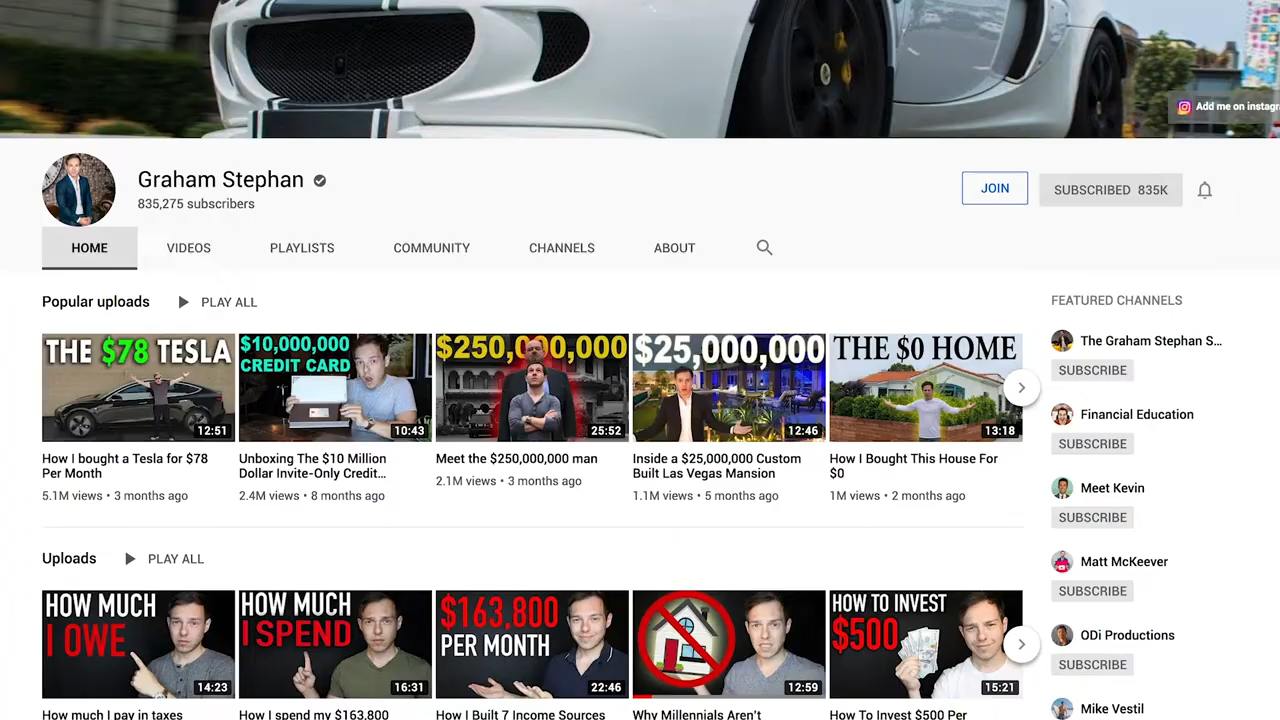 Add me on instagr
Graham Stephan
835,275 subscribers
JOIN
SUBSCRIBED 835K
HOME
VIDEOS
PLAYLISTS
COMMUNITY
CHANNELS
ABOUT
Popular uploads
PLAY ALL
THE $78 TESLA
12:51
How I bought a Tesla for $78
Per Month
5.1M views • 3 months ago
$10,000,000
CREDIT CARD
10:43
Unboxing The $10 Million
Dollar Invite-Only Credit...
2.4M views • 8 months ago
$250,000,000
25:52
Meet the $250,000,000 man
2.1M views • 3 months ago
$25,000,000
12:46
Inside a $25,000,000 Custom
Built Las Vegas Mansion
1.1M views • 5 months ago
THE $0 HOME
13:18
How I Bought This House For
$0
1M views • 2 months ago
Uploads
PLAY ALL
HOW MUCH
I OWE
14:23
How much I pay in taxes
HOW MUCH
I SPEND
16:31
How I spend my $163,800
$163,800
PER MONTH
22:46
How I Built 7 Income Sources
12:59
Why Millennials Aren't
HOW TO INVEST
$500
15:21
How To Invest $500 Per
FEATURED CHANNELS
The Graham Stephan S...
SUBSCRIBE
Financial Education
SUBSCRIBE
Meet Kevin
SUBSCRIBE
Matt McKeever
SUBSCRIBE
ODi Productions
SUBSCRIBE
Mike Vestil